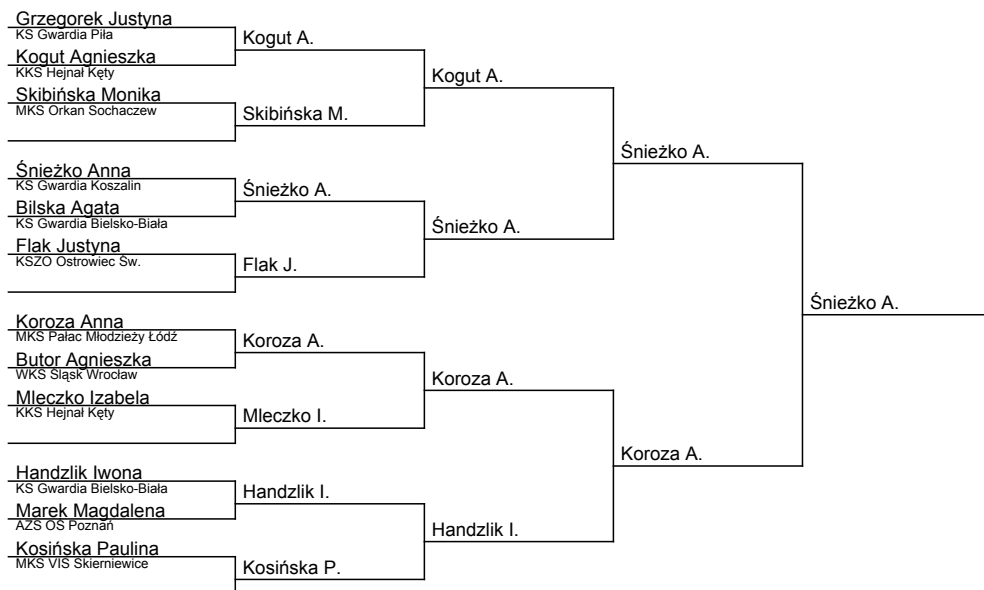 Grzegorek Justyna
KS Gwardia Piła
Kogut Agnieszka
KKS Hejnał Kęty
Skibińska Monika
MKS Orkan Sochaczew
Śnieżko Anna
KS Gwardia Koszalin
Bilska Agata
KS Gwardia Bielsko-Biała
Flak Justyna
KSZO Ostrowiec Św.
Koroza Anna
MKS Pałac Młodzieży Łódź
Butor Agnieszka
WKS Śląsk Wrocław
Mleczko Izabela
KKS Hejnał Kęty
Handzlik Iwona
KS Gwardia Bielsko-Biała
Marek Magdalena
AZS OŚ Poznań
Kosińska Paulina
MKS VIS Skierniewice
Kogut A.
Skibińska M.
Śnieżko A.
Flak J.
Koroza A.
Mleczko I.
Handzlik I.
Kosińska P.
Kogut A.
Śnieżko A.
Koroza A.
Handzlik I.
Śnieżko A.
Koroza A.
Śnieżko A.